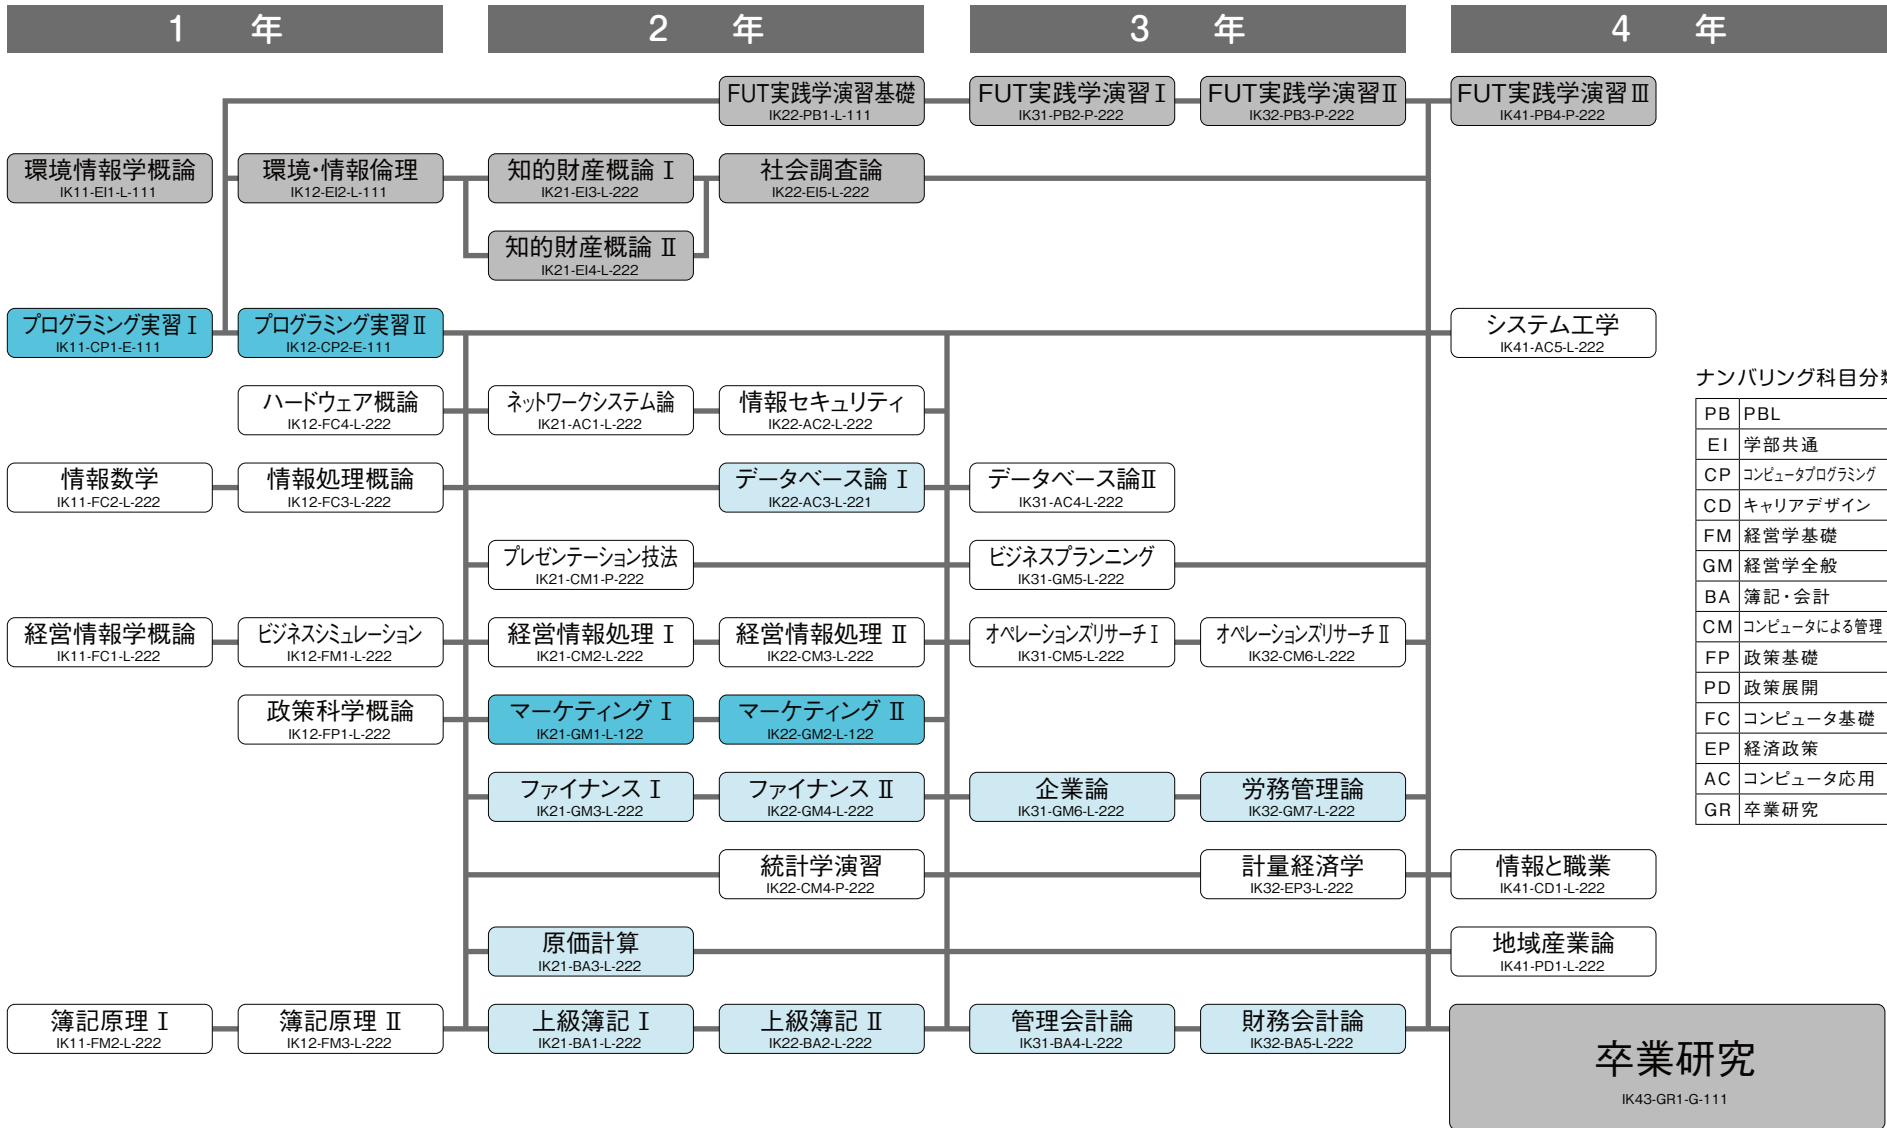 1 年
2 年
3 年
4 年
FUT実践学演習基礎
IK22-PB1-L-111
FUT実践学演習Ⅰ
IK31-PB2-P-222
FUT実践学演習Ⅱ
IK32-PB3-P-222
FUT実践学演習Ⅲ
IK41-PB4-P-222
環境情報学概論
IK11-EI1-L-111
環境・情報倫理
IK12-EI2-L-111
知的財産概論 Ⅰ
IK21-EI3-L-222
社会調査論
IK22-EI5-L-222
知的財産概論 Ⅱ
IK21-EI4-L-222
プログラミング実習Ⅰ
IK11-CP1-E-111
プログラミング実習Ⅱ
IK12-CP2-E-111
システム工学
IK41-AC5-L-222
ハードウェア概論
IK12-FC4-L-222
ネットワークシステム論
IK21-AC1-L-222
情報セキュリティ
IK22-AC2-L-222
情報数学
IK11-FC2-L-222
情報処理概論
IK12-FC3-L-222
データベース論 Ⅰ
IK22-AC3-L-221
データベース論Ⅱ
IK31-AC4-L-222
プレゼンテーション技法
IK21-CM1-P-222
ビジネスプランニング
IK31-GM5-L-222
経営情報学概論
IK11-FC1-L-222
ビジネスシミュレーション
IK12-FM1-L-222
経営情報処理 Ⅰ
IK21-CM2-L-222
経営情報処理 Ⅱ
IK22-CM3-L-222
オペレーションズリサーチⅠ
IK31-CM5-L-222
オペレーションズリサーチⅡ
IK32-CM6-L-222
政策科学概論
IK12-FP1-L-222
マーケティング Ⅰ
IK21-GM1-L-122
マーケティング Ⅱ
IK22-GM2-L-122
ファイナンス Ⅰ
IK21-GM3-L-222
ファイナンス Ⅱ
IK22-GM4-L-222
企業論
IK31-GM6-L-222
労務管理論
IK32-GM7-L-222
統計学演習
IK22-CM4-P-222
計量経済学
IK32-EP3-L-222
情報と職業
IK41-CD1-L-222
原価計算
IK21-BA3-L-222
地域産業論
IK41-PD1-L-222
簿記原理 Ⅰ
IK11-FM2-L-222
簿記原理 Ⅱ
IK12-FM3-L-222
上級簿記 Ⅰ
IK21-BA1-L-222
上級簿記 Ⅱ
IK22-BA2-L-222
管理会計論
IK31-BA4-L-222
財務会計論
IK32-BA5-L-222
卒業研究
IK43-GR1-G-111
ナンバリング科目分
PB PBL
EI 学部共通
CP コンピュータプログラミング
CD キャリアデザイン
FM 経営学基礎
GM 経営学全般
BA 簿記・会計
CM コンピュータによる管理
FP 政策基礎
PD 政策展開
FC コンピュータ基礎
EP 経済政策
AC コンピュータ応用
GR 卒業研究